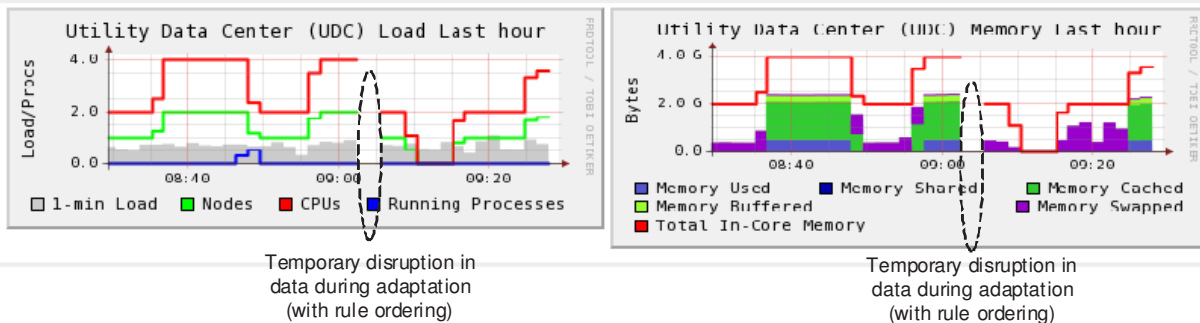 Utility Data Center (UDC) Load Last hour
RRDTOOL / TOBI OETIKER
Load/Procs
4.0
2.0
0.0
08:40
09:00
09:20
1-min Load
Nodes
CPUs
Running Processes
Temporary disruption in
data during adaptation
(with rule ordering)
Utility Data Center (UDC) Memory Last hour
RRDTOOL / TOBI OETIKER
Bytes
4.0 G
2.0 G
0.0
08:40
09:00
09:20
Memory Used
Memory Shared
Memory Cached
Memory Buffered
Memory Swapped
Total In-Core Memory
Temporary disruption in
data during adaptation
(with rule ordering)